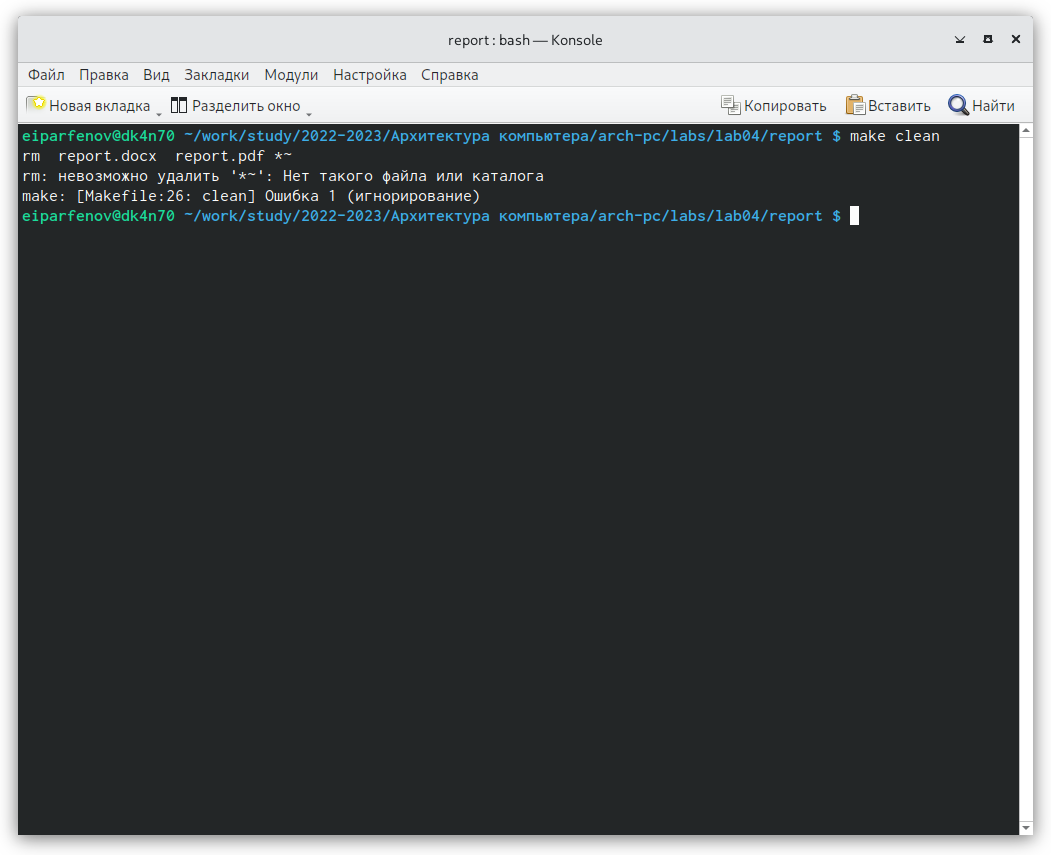 report : bash — Konsole
Файл Правка Вид Закладки Модули Настройка Справка
Новая вкладка Разделить окно Копировать Вставить Найти
eiparfenov@dk4n70 ~/work/study/2022-2023/Архитектура компьютера/arch-pc/labs/lab04/report $ make clean
rm  report.docx  report.pdf *~
rm: невозможно удалить '*~': Нет такого файла или каталога
make: [Makefile:26: clean] Ошибка 1 (игнорирование)
eiparfenov@dk4n70 ~/work/study/2022-2023/Архитектура компьютера/arch-pc/labs/lab04/report $